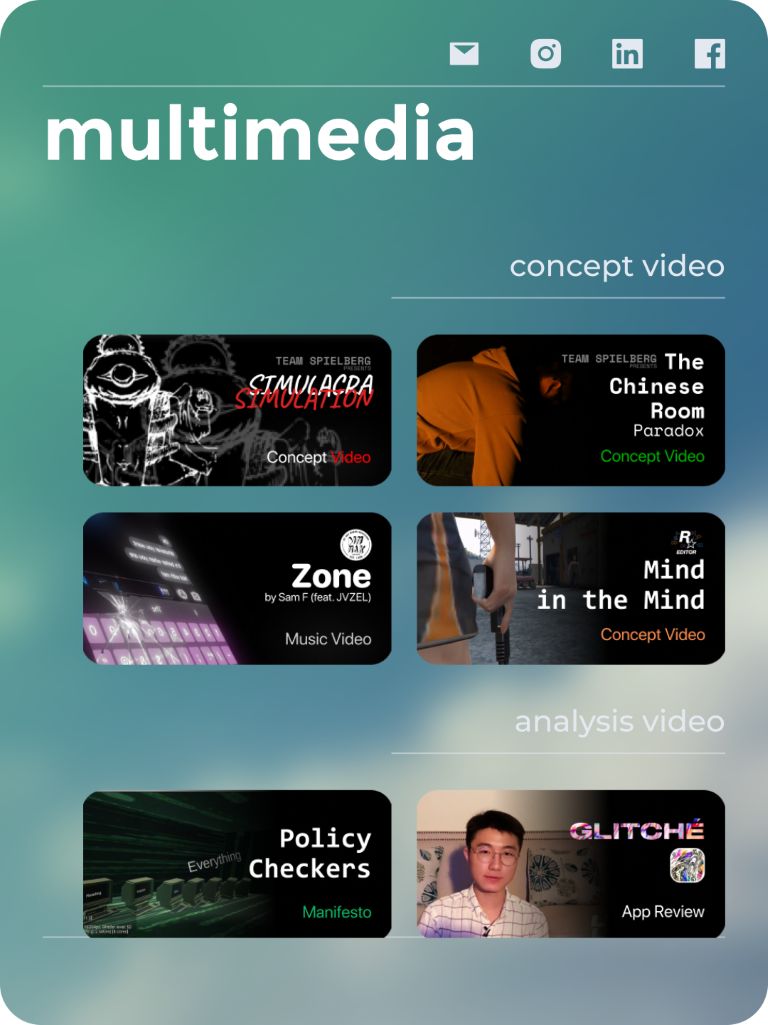 multimedia
concept video
TEAM SPIELBERG
PRESENTS
SIMULACRA
SIMULATION
Concept Video
TEAM SPIELBERG The
PRESENTS
Chinese
Room
Paradox
Concept Video
Zone
by Sam F (feat. JVZEL)
Music Video
R
EDITOR
Mind
in the Mind
Concept Video
analysis video
Policy
Everything
Checkers
Manifesto
GLITCHÉ
App Review